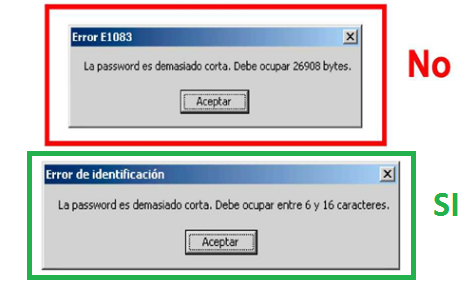 Error E1083
La password es demasiado corta. Debe ocupar 26908 bytes.
Aceptar
No
Error de identificación
La password es demasiado corta. Debe ocupar entre 6 y 16 caracteres.
Aceptar
SI